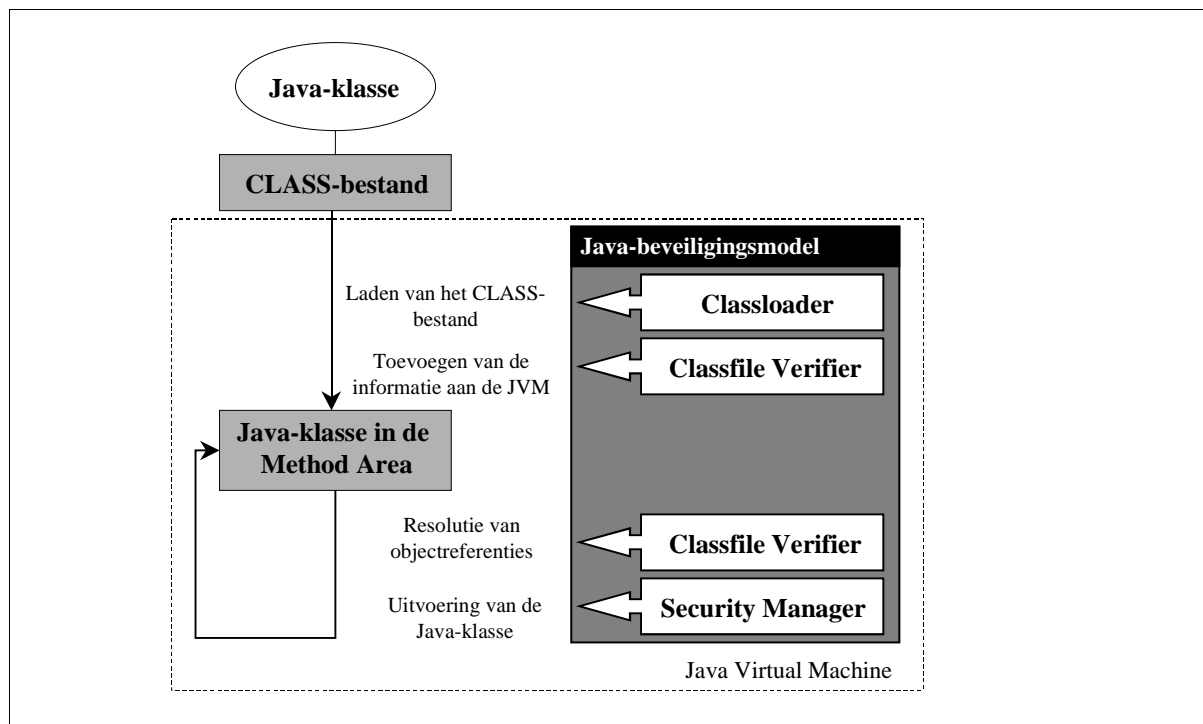 Java-klasse
CLASS-bestand
Java-beveiligingsmodel
Laden van het CLASS-
bestand
Classloader
Toevoegen van de
informatie aan de JVM
Classfile Verifier
Java-klasse in de
Method Area
Resolutie van
objectreferenties
Classfile Verifier
Uitvoering van de
Java-klasse
Security Manager
Java Virtual Machine